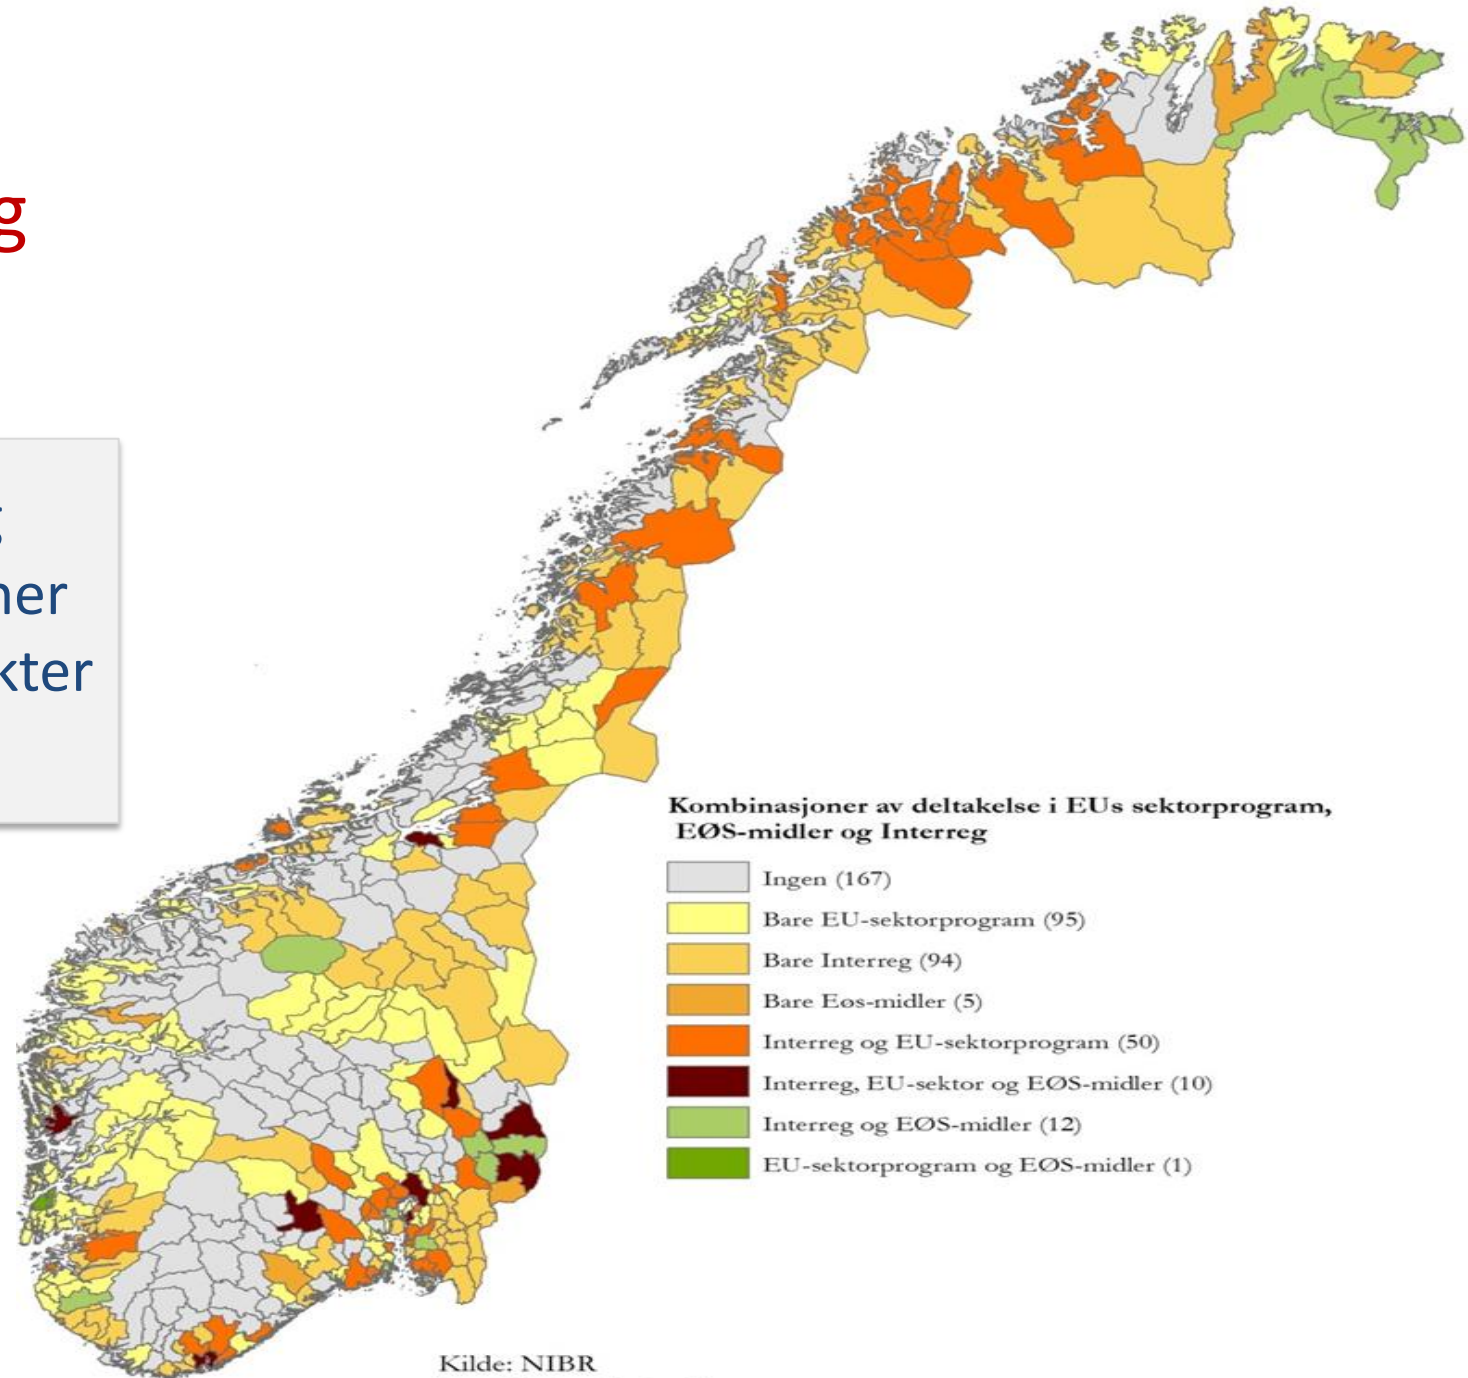 g
g
ner
kter
Kombinasjoner av deltakelse i EUs sektorprogram,
EØS-midler og Interreg
Ingen (167)
Bare EU-sektorprogram (95)
Bare Interreg (94)
Bare Eøs-midler (5)
Interreg og EU-sektorprogram (50)
Interreg, EU-sektor og EØS-midler (10)
Interreg og EØS-midler (12)
EU-sektorprogram og EØS-midler (1)
Kilde: NIBR